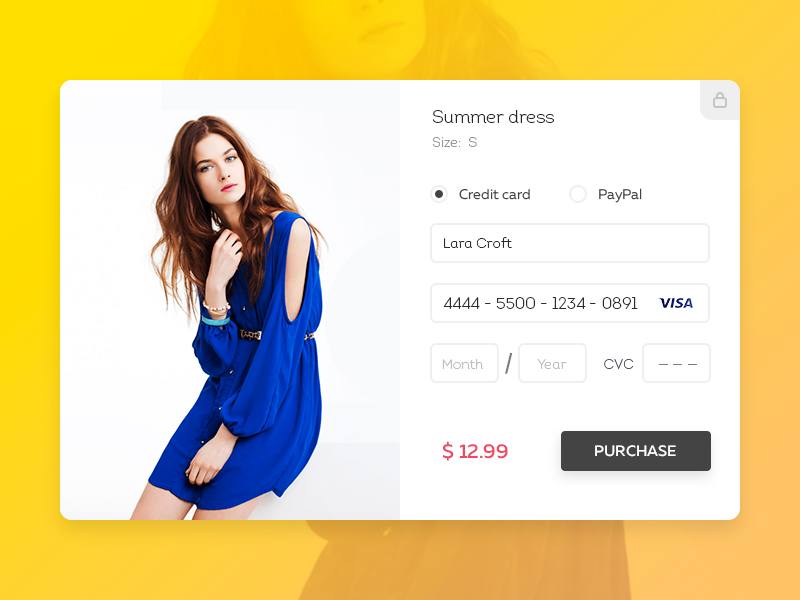 Summer dress
Size: S
Credit card PayPal
Lara Croft
4444 - 5500 - 1234 - 0891 VISA
Month / Year CVC – – –
$ 12.99 PURCHASE